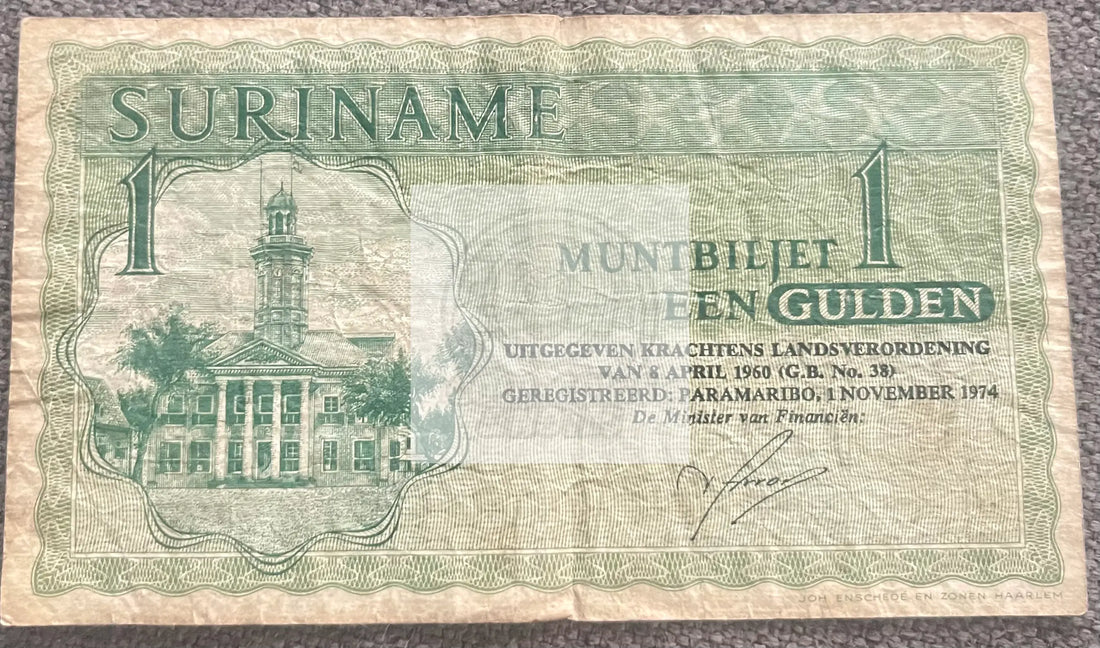 SURINAME
1
1
MUNTBILJET
EEN GULDEN
UITGEGEVEN KRACHTENS LANDSVERORDENING
VAN 8 APRIL 1960 (G.B. No. 38)
GEREGISTREERD: PARAMARIBO, 1 NOVEMBER 1974
De Minister van Financiën:
JOH ENSCHEDÉ EN ZONEN HAARLEM